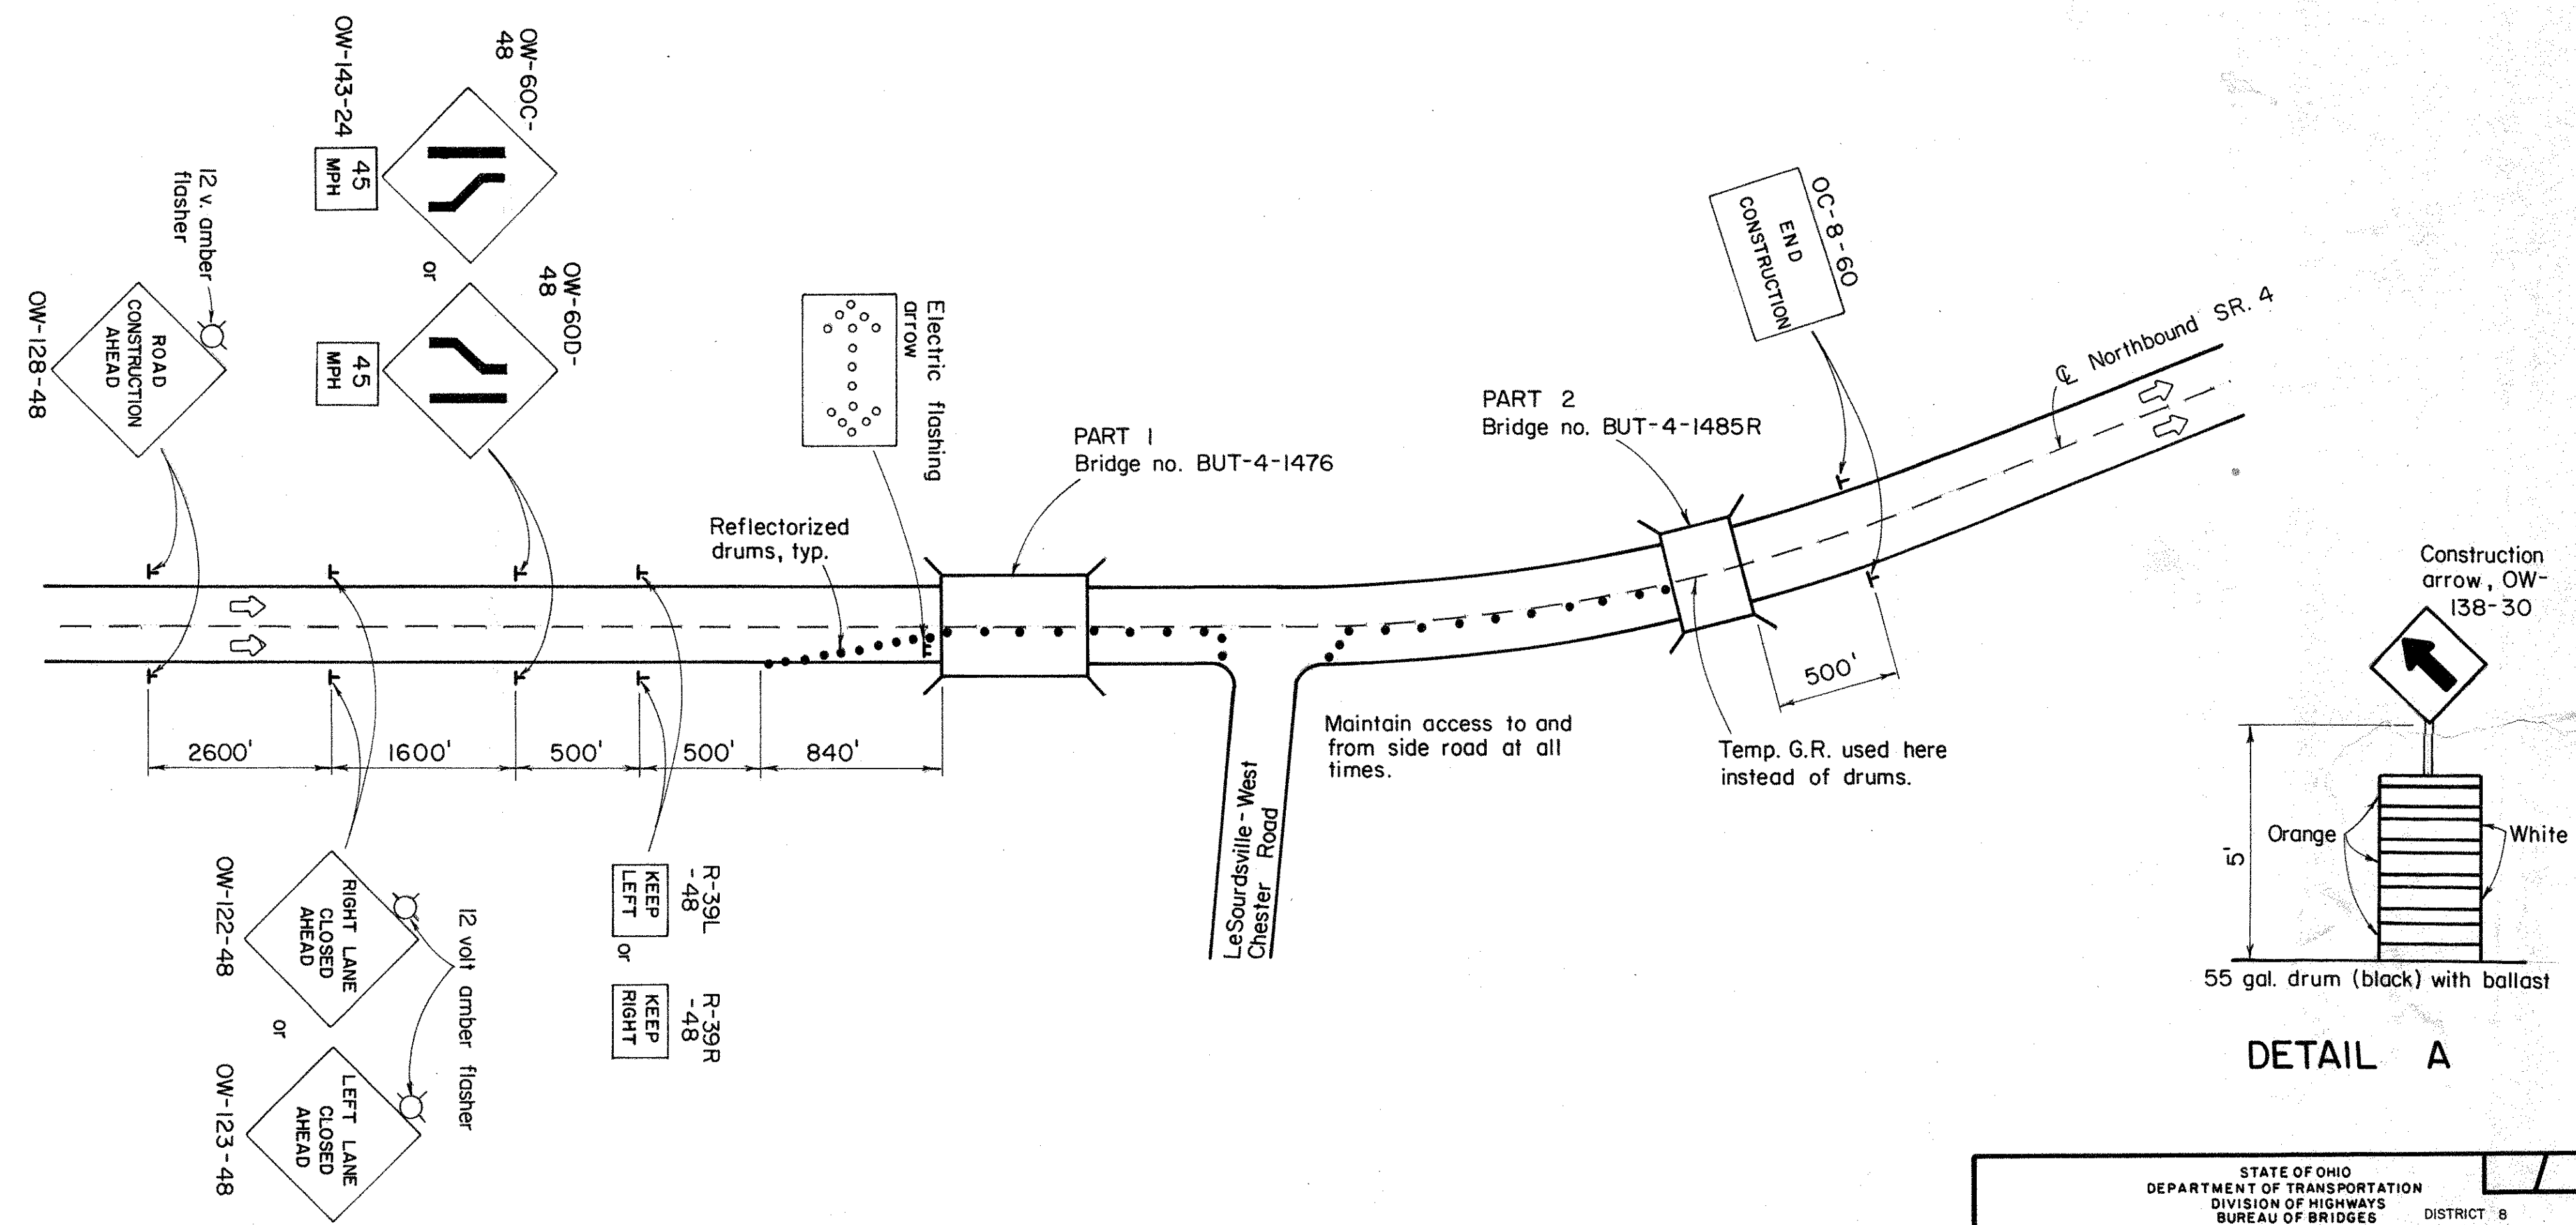 OW-60C-
48
OW-143-24
45
MPH
or
OW-60D-
48
45
MPH
12 v. amber
flasher
ROAD
CONSTRUCTION
AHEAD
OW-128-48
Electric flashing
arrow
Reflectorized
drums, typ.
PART 1
Bridge no. BUT-4-1476
PART 2
Bridge no. BUT-4-1485R
OC-8-60
END
CONSTRUCTION
℄ Northbound SR. 4
2600'
1600'
500'
500'
840'
500'
Maintain access to and
from side road at all
times.
Temp. G.R. used here
instead of drums.
LeSourdsville-West
Chester Road
RIGHT LANE
CLOSED
AHEAD
OW-122-48
or
LEFT LANE
CLOSED
AHEAD
OW-123-48
12 volt amber flasher
R-39L
-48
KEEP
LEFT
or
R-39R
-48
KEEP
RIGHT
Construction
arrow, OW-
138-30
5'
Orange
White
55 gal. drum (black) with ballast
DETAIL A
STATE OF OHIO
DEPARTMENT OF TRANSPORTATION
DIVISION OF HIGHWAYS
BUREAU OF BRIDGES
DISTRICT 8